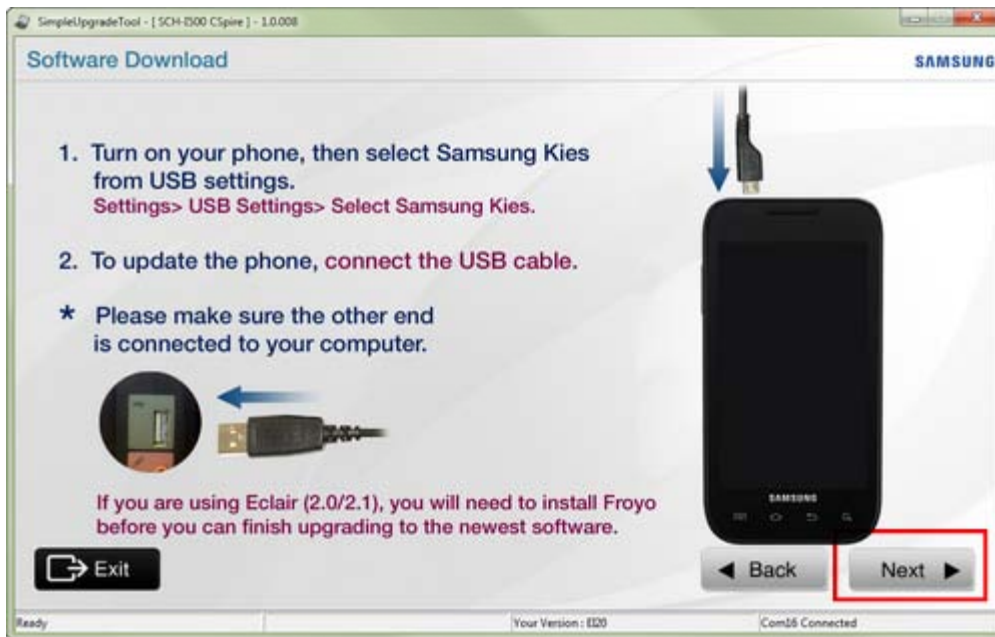 SimpleUpgradeTool - [ SCH-I500 CSpire ] - 1.0.008
Software Download
SAMSUNG
1. Turn on your phone, then select Samsung Kies
from USB settings.
Settings> USB Settings> Select Samsung Kies.
2. To update the phone, connect the USB cable.
* Please make sure the other end
is connected to your computer.
If you are using Eclair (2.0/2.1), you will need to install Froyo
before you can finish upgrading to the newest software.
SAMSUNG
Exit
Back
Next
Ready
Your Version : EI20
Com16 Connected